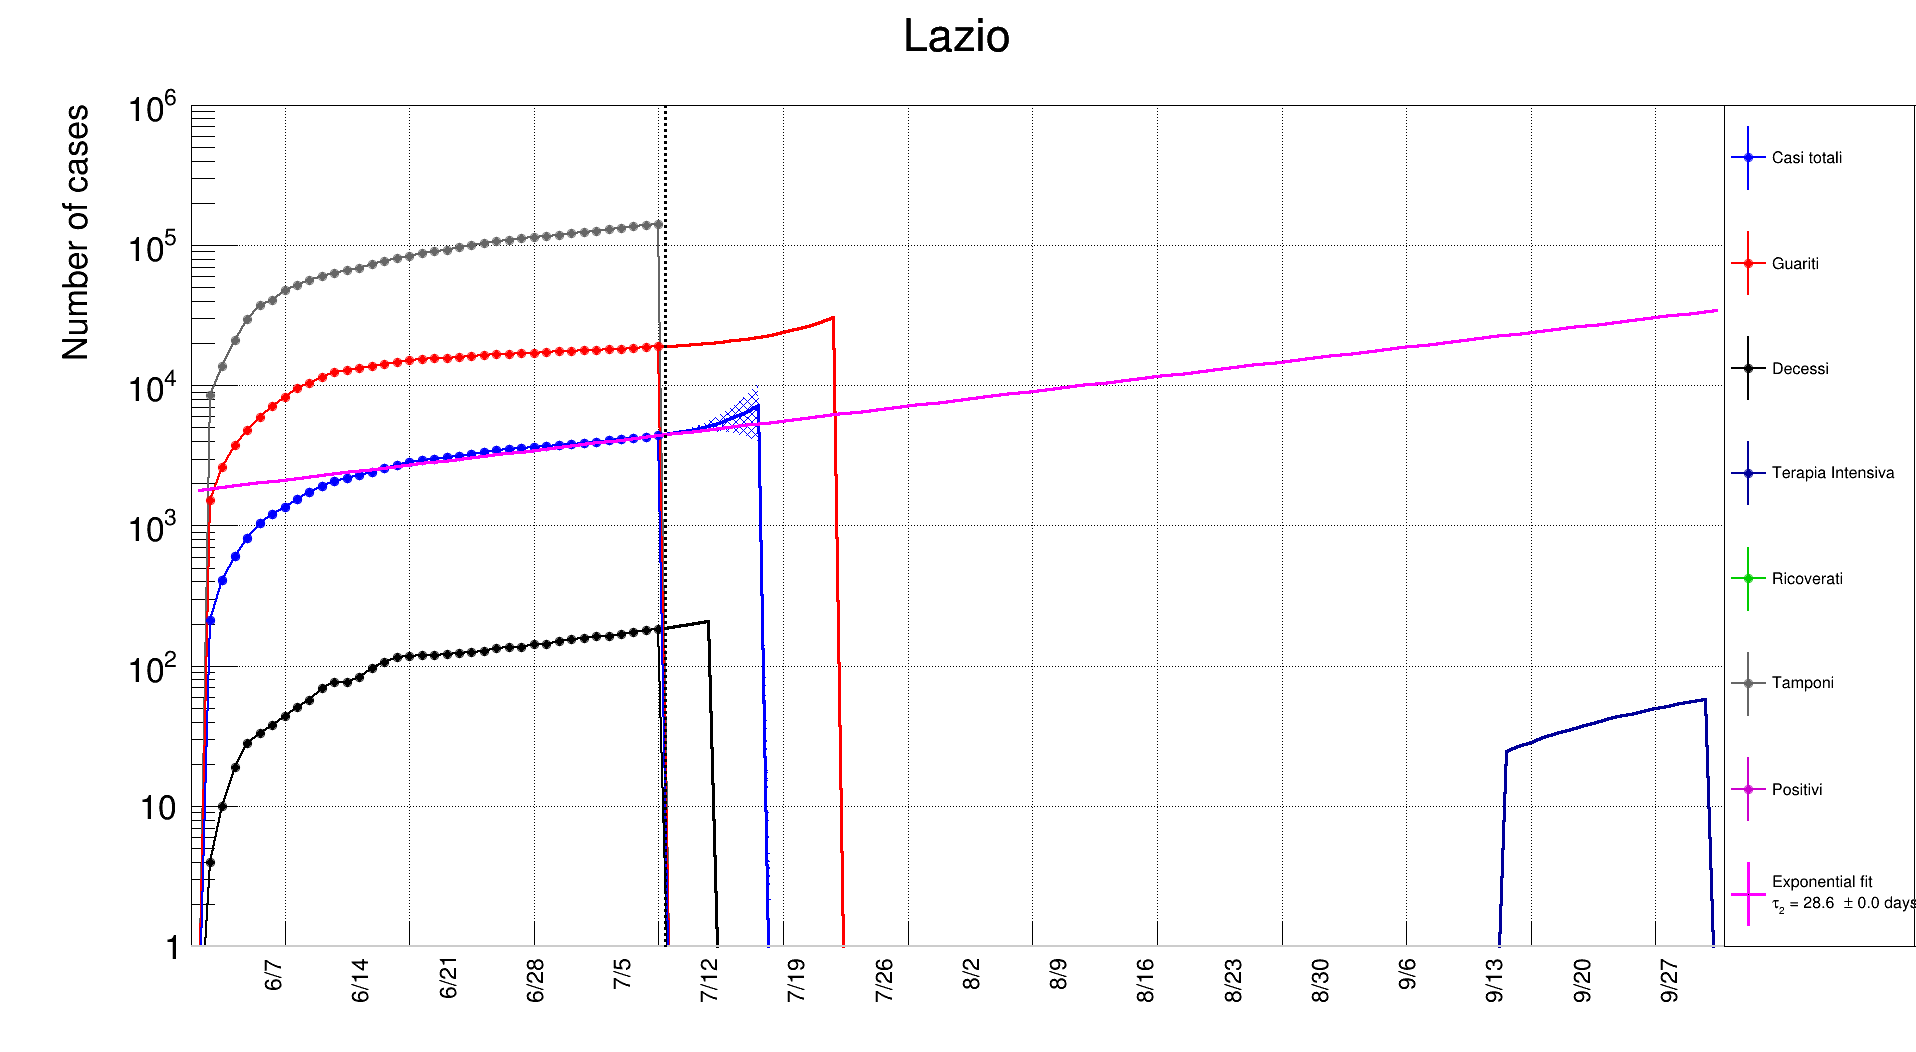 Lazio
Number of cases
10^6
10^5
10^4
10^3
10^2
10
1
6/7
6/14
6/21
6/28
7/5
7/12
7/19
7/26
8/2
8/9
8/16
8/23
8/30
9/6
9/13
9/20
9/27
Casi totali
Guariti
Decessi
Terapia Intensiva
Ricoverati
Tamponi
Positivi
Exponential fit
τ_2 = 28.6 ± 0.0 days